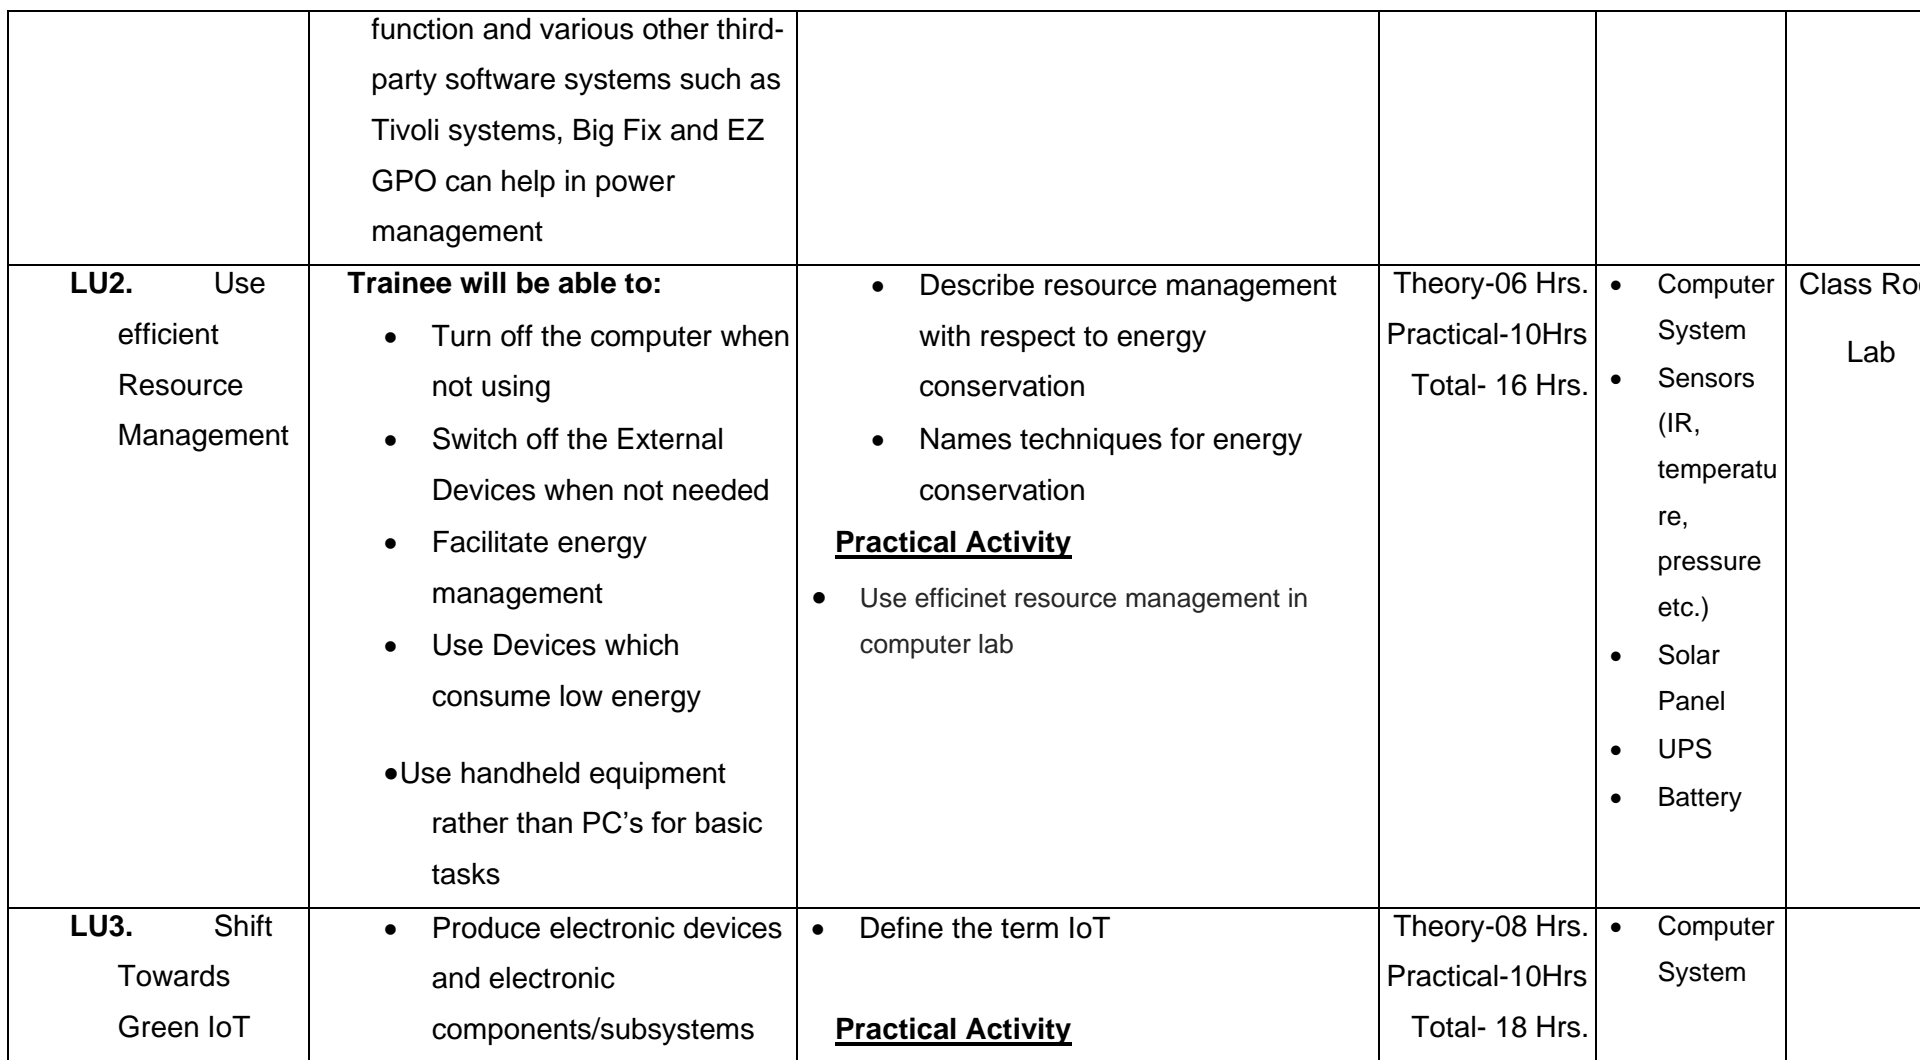 function and various other third-
party software systems such as
Tivoli systems, Big Fix and EZ
GPO can help in power
management
LU2. Use
efficient
Resource
Management
Trainee will be able to:
• Turn off the computer when
not using
• Switch off the External
Devices when not needed
• Facilitate energy
management
• Use Devices which
consume low energy
•Use handheld equipment
rather than PC’s for basic
tasks
• Describe resource management
with respect to energy
conservation
• Names techniques for energy
conservation
Practical Activity
• Use efficinet resource management in
computer lab
Theory-06 Hrs.
Practical-10Hrs
Total- 16 Hrs.
• Computer
System
• Sensors
(IR,
temperatu
re,
pressure
etc.)
• Solar
Panel
• UPS
• Battery
Class
Lab
LU3. Shift
Towards
Green IoT
• Produce electronic devices
and electronic
components/subsystems
• Define the term IoT
Practical Activity
Theory-08 Hrs.
Practical-10Hrs
Total- 18 Hrs.
• Computer
System